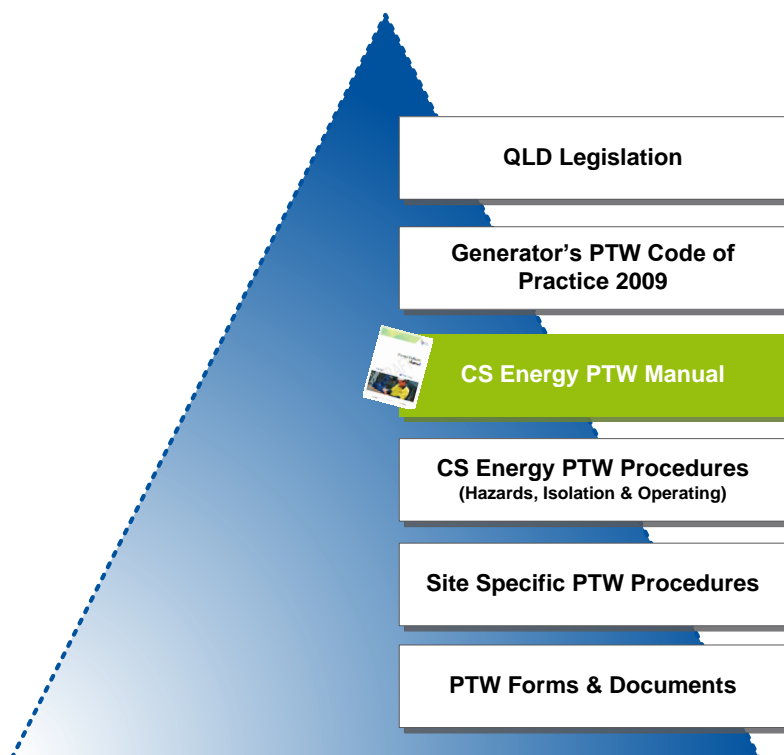 QLD Legislation
Generator's PTW Code of
Practice 2009
CS Energy PTW Manual
CS Energy PTW Procedures
(Hazards, Isolation & Operating)
Site Specific PTW Procedures
PTW Forms & Documents